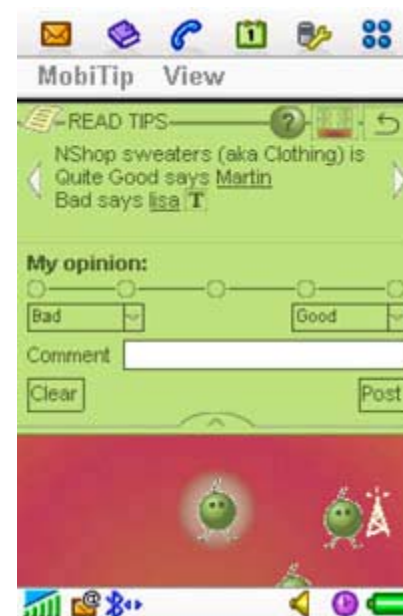 1
MobiTip View
READ TIPS
?
NShop sweaters (aka Clothing) is
Quite Good says Martin
Bad says lisa T
My opinion:
Bad Good
Comment
Clear Post
@